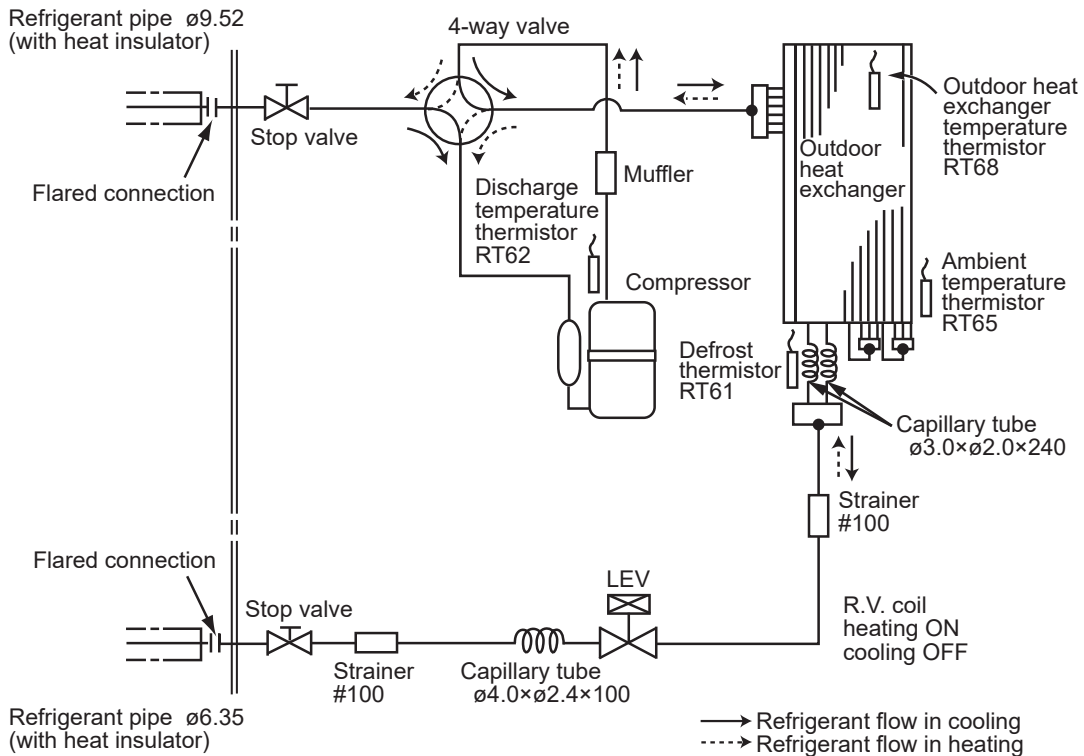 Refrigerant pipe ø9.52
(with heat insulator)
4-way valve
Stop valve
Flared connection
Discharge
temperature
thermistor
RT62
Muffler
Compressor
Outdoor
heat
exchanger
Outdoor heat
exchanger
temperature
thermistor
RT68
Ambient
temperature
thermistor
RT65
Defrost
thermistor
RT61
Capillary tube
ø3.0×ø2.0×240
Strainer
#100
Flared connection
Stop valve
LEV
R.V. coil
heating ON
cooling OFF
Strainer
#100
Capillary tube
ø4.0×ø2.4×100
Refrigerant pipe ø6.35
(with heat insulator)
Refrigerant flow in cooling
Refrigerant flow in heating